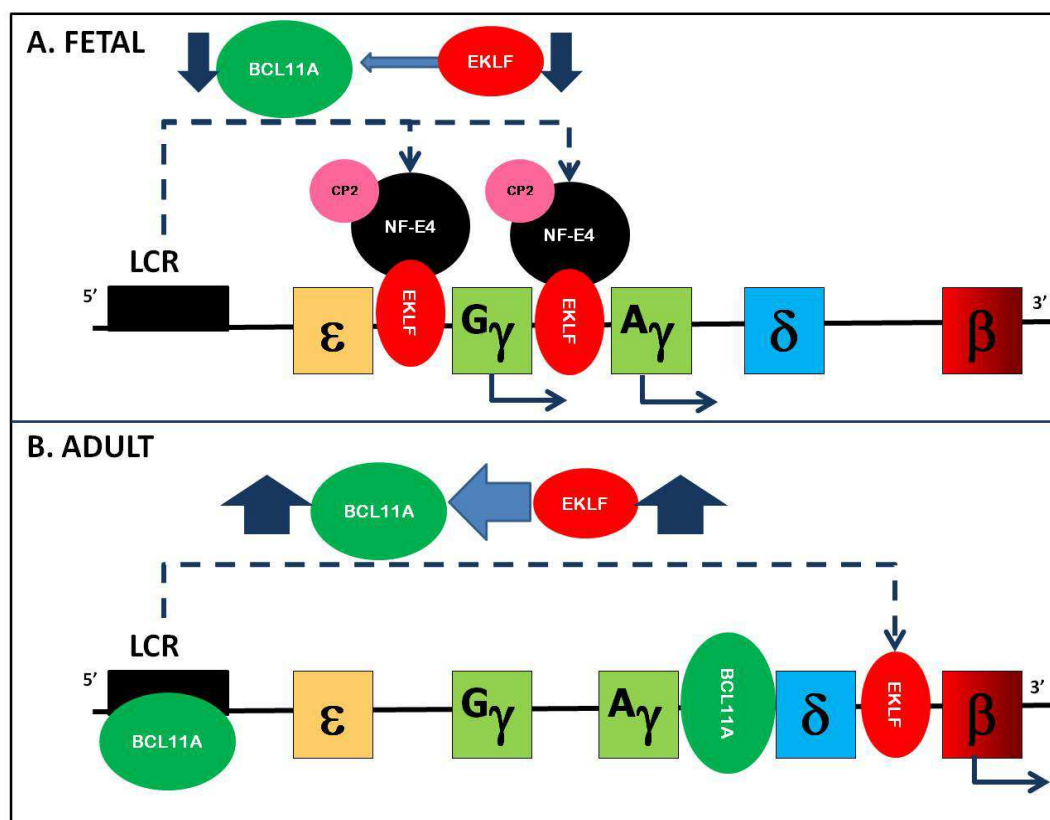 A. FETAL
BCL11A
EKLF
CP2
NF-E4
CP2
NF-E4
LCR
5’
3’
ε
EKLF
Gγ
EKLF
Aγ
δ
β
B. ADULT
BCL11A
EKLF
LCR
5’
3’
BCL11A
ε
Gγ
Aγ
BCL11A
δ
EKLF
β